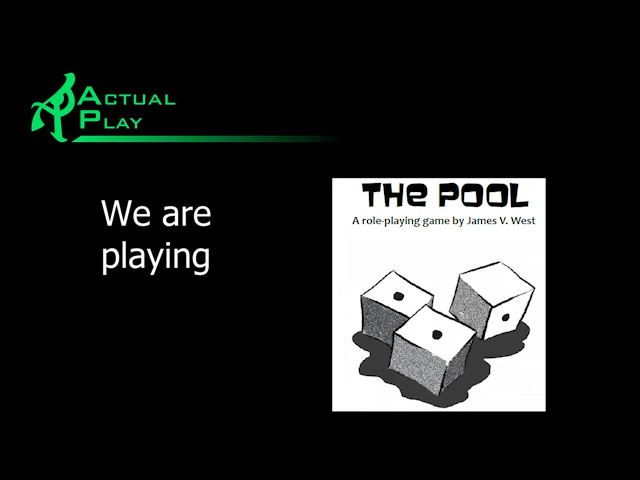 Actual
Play
We are
playing
THE POOL
A role-playing game by James V. West